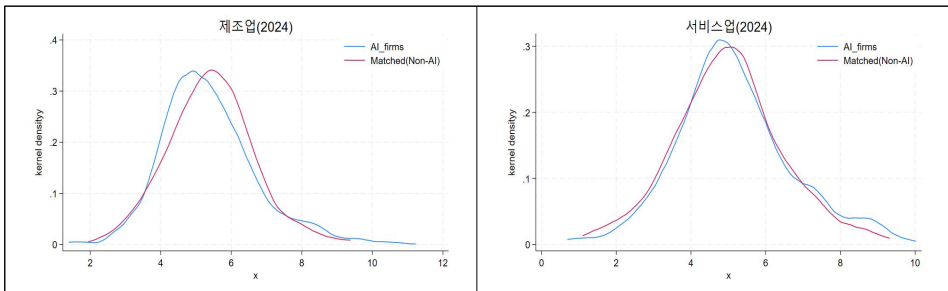 제조업(2024)
AI_firms
Matched(Non-AI)
.4
.3
.2
.1
0
kernel densityy
2 4 6 8 10 12
x
서비스업(2024)
AI_firms
Matched(Non-AI)
.3
.2
.1
0
kernel densityy
0 2 4 6 8 10
x